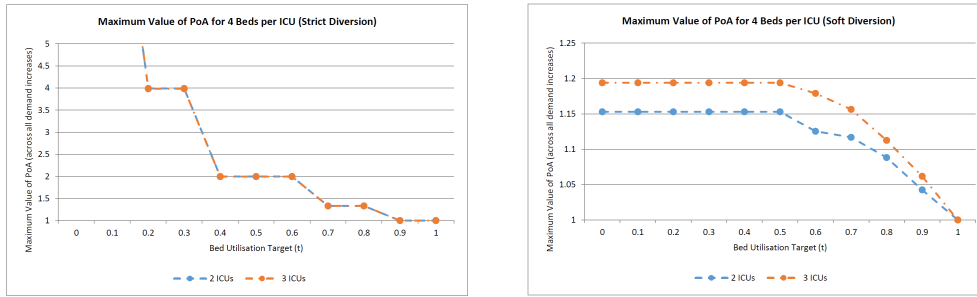 Maximum Value of PoA for 4 Beds per ICU (Strict Diversion)
Maximum Value of PoA (across all demand increases)
5
4.5
4
3.5
3
2.5
2
1.5
1
0 0.1 0.2 0.3 0.4 0.5 0.6 0.7 0.8 0.9 1
Bed Utilisation Target (t)
2 ICUs 3 ICUs
Maximum Value of PoA for 4 Beds per ICU (Soft Diversion)
Maximum Value of PoA (across all demand increases)
1.25
1.2
1.15
1.1
1.05
1
0 0.1 0.2 0.3 0.4 0.5 0.6 0.7 0.8 0.9 1
Bed Utilisation Target (t)
2 ICUs 3 ICUs